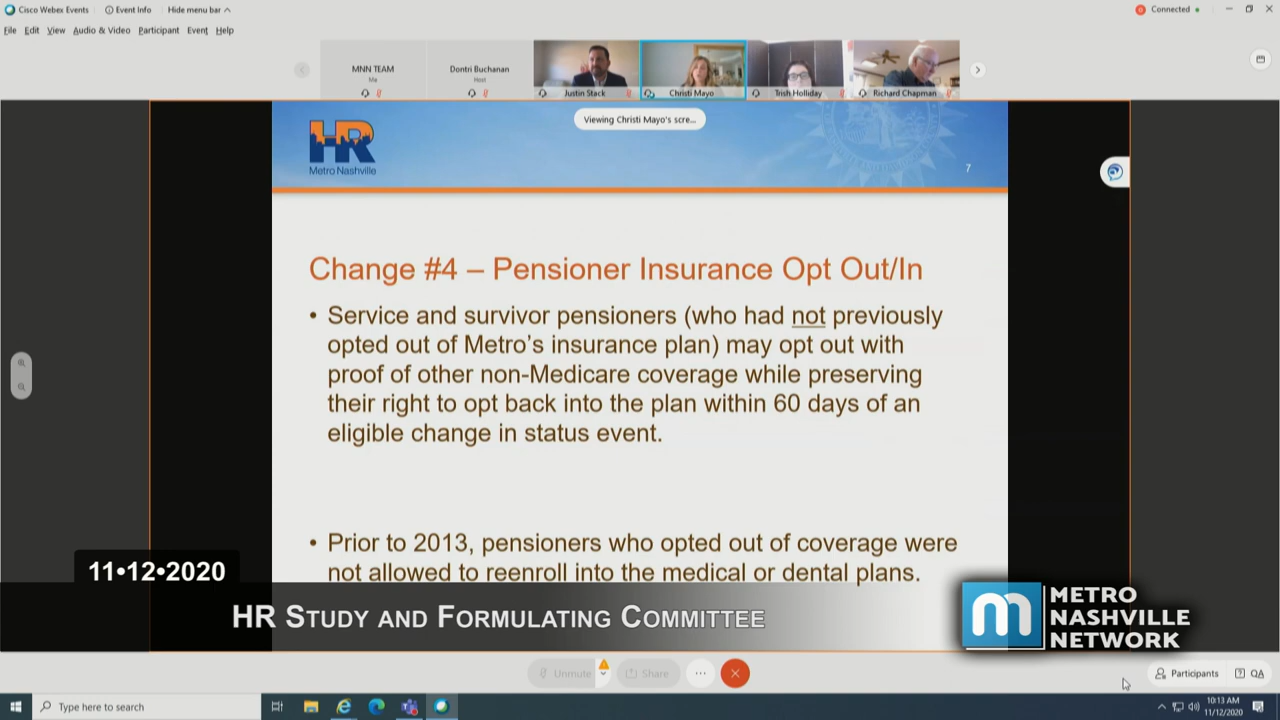 Cisco Webex Events
Event Info
Hide menu bar
Connected
File Edit View Audio & Video Participant Event Help
MNN TEAM
Me
Dontri Buchanan
Host
Justin Stack
Christi Mayo
Trish Holliday
Richard Chapman
Viewing Christi Mayo's scre...
HR
Metro Nashville
7
Change #4 – Pensioner Insurance Opt Out/In
• Service and survivor pensioners (who had not previously
opted out of Metro's insurance plan) may opt out with
proof of other non-Medicare coverage while preserving
their right to opt back into the plan within 60 days of an
eligible change in status event.
• Prior to 2013, pensioners who opted out of coverage were
not allowed to reenroll into the medical or dental plans.
11•12•2020
HR STUDY AND FORMULATING COMMITTEE
m
METRO
NASHVILLE
NETWORK
Unmute
Share
Participants
Q&A
Type here to search
10:13 AM
11/12/2020